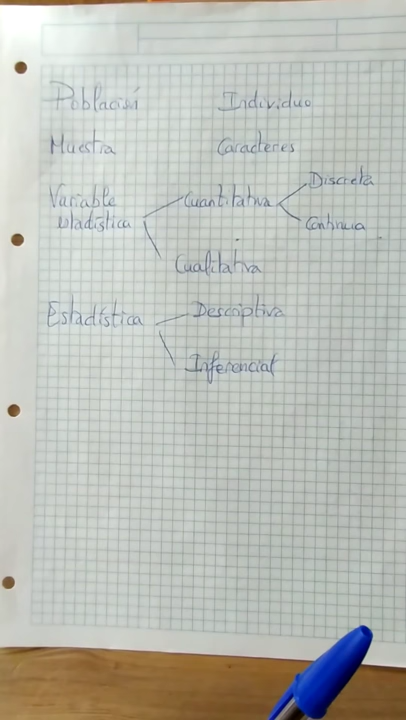 Población Individuo
Muestra Caracteres
Variable Cuantitativa Discreta
estadística Continua
Cualitativa
Estadística Descriptiva
Inferencial